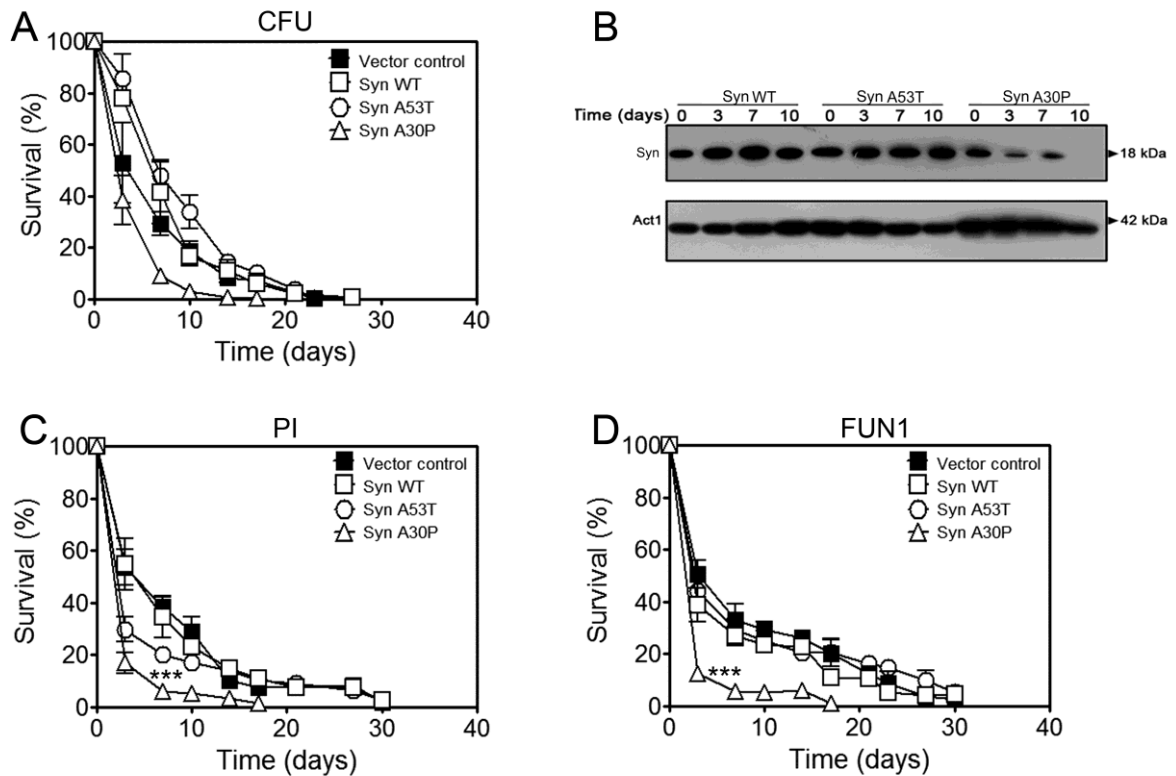 A
CFU
Survival (%)
100
80
60
40
20
0
0 10 20 30 40
Time (days)
Vector control
Syn WT
Syn A53T
Syn A30P
B
Syn WT Syn A53T Syn A30P
Time (days) 0 3 7 10 0 3 7 10 0 3 7 10
Syn 18 kDa
Act1 42 kDa
C
PI
Survival (%)
100
80
60
40
20
0
0 10 20 30 40
Time (days)
Vector control
Syn WT
Syn A53T
Syn A30P
***
D
FUN1
Survival (%)
100
80
60
40
20
0
0 10 20 30 40
Time (days)
Vector control
Syn WT
Syn A53T
Syn A30P
***